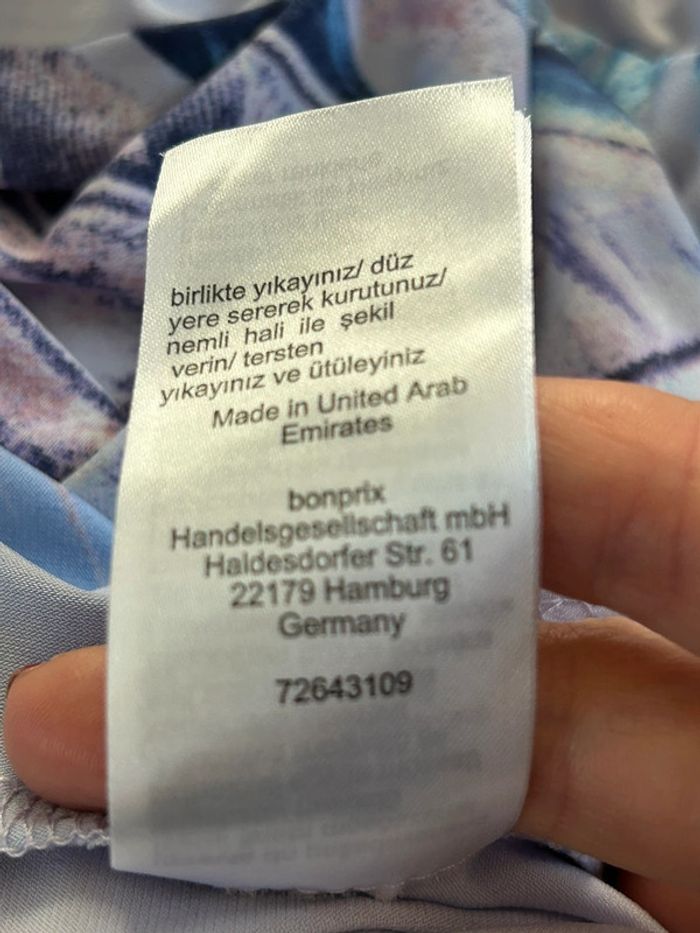 birlikte yıkayınız/ düz
yere sererek kurutunuz/
nemli hali ile şekil
verin/ tersten
yıkayınız ve ütüleyiniz
Made in United Arab
Emirates
bonprix
Handelsgesellschaft mbH
Haldesdorfer Str. 61
22179 Hamburg
Germany
72643109